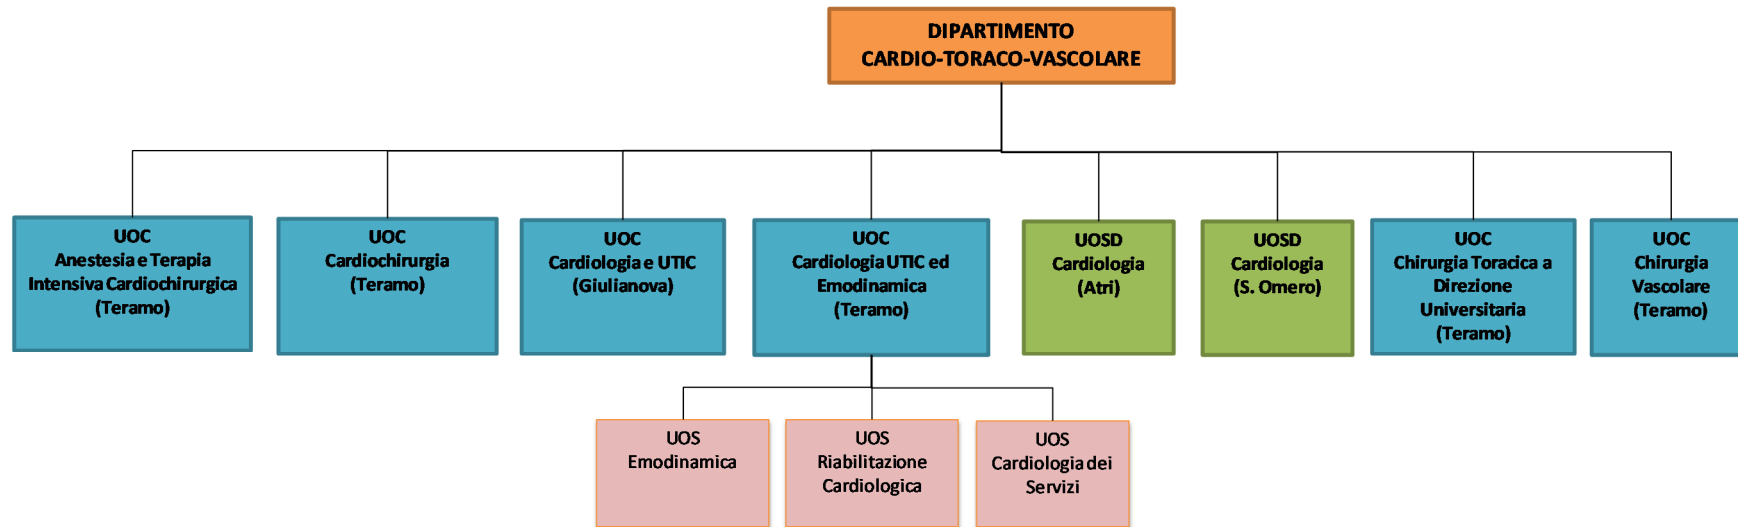 DIPARTIMENTO
CARDIO-TORACO-VASCOLARE
UOC
Anestesia e Terapia
Intensiva Cardiochirurgica
(Teramo)
UOC
Cardiochirurgia
(Teramo)
UOC
Cardiologia e UTIC
(Giulianova)
UOC
Cardiologia UTIC ed
Emodinamica
(Teramo)
UOSD
Cardiologia
(Atri)
UOSD
Cardiologia
(S. Omero)
UOC
Chirurgia Toracica a
Direzione
Universitaria
(Teramo)
UOC
Chirurgia
Vascolare
(Teramo)
UOS
Emodinamica
UOS
Riabilitazione
Cardiologica
UOS
Cardiologia dei
Servizi